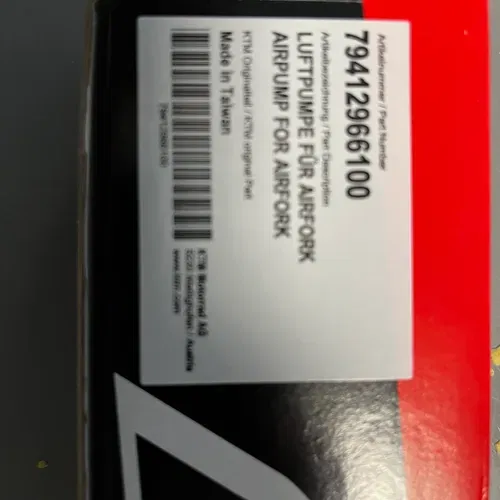 Artikelnummer / Part Number
79412966100
Artikelbezeichnung / Part Description
LUFTPUMPE FÜR AIRFORK
AIRPUMP FOR AIRFORK
KTM Originalteil / KTM original Part
Made in Taiwan
79412966100
KTM Motorrad AG
5230 Mattighofen / Austria
www.ktm.com